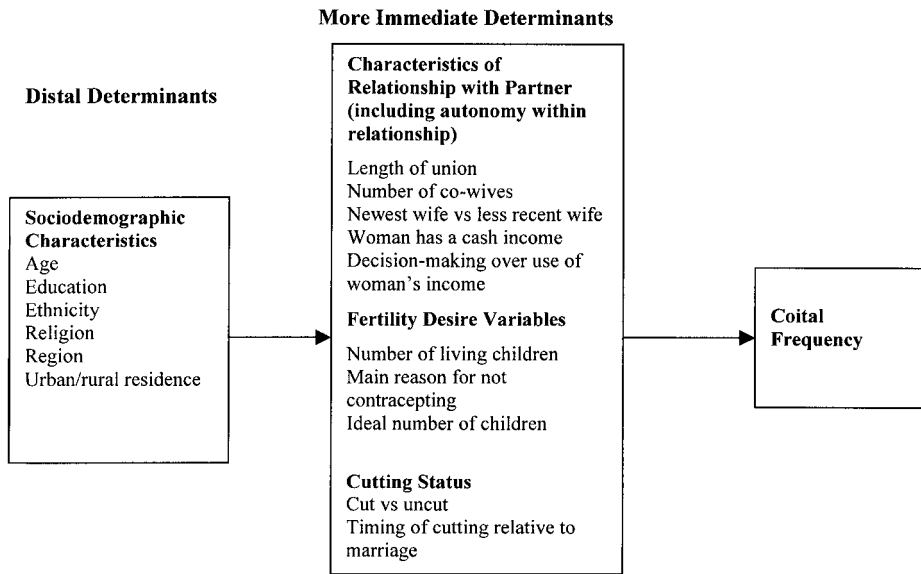 More Immediate Determinants
Distal Determinants
Sociodemographic
Characteristics
Age
Education
Ethnicity
Religion
Region
Urban/rural residence
Characteristics of
Relationship with Partner
(including autonomy within
relationship)
Length of union
Number of co-wives
Newest wife vs less recent wife
Woman has a cash income
Decision-making over use of
woman's income
Fertility Desire Variables
Number of living children
Main reason for not
contracepting
Ideal number of children
Cutting Status
Cut vs uncut
Timing of cutting relative to
marriage
Coital
Frequency